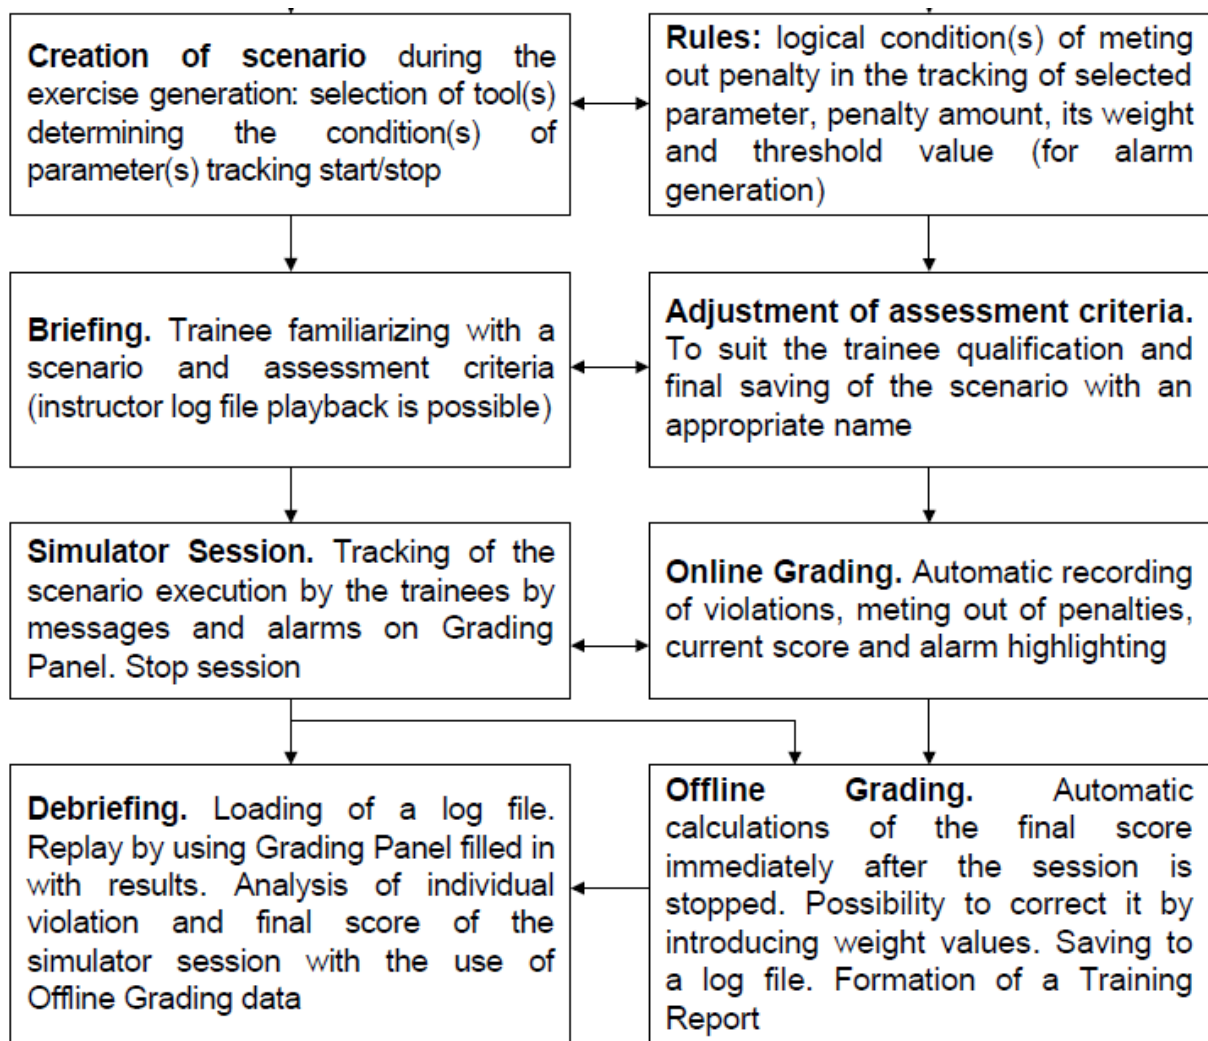 Creation of scenario during the
exercise generation: selection of tool(s)
determining the condition(s) of
parameter(s) tracking start/stop
Rules: logical condition(s) of meting
out penalty in the tracking of selected
parameter, penalty amount, its weight
and threshold value (for alarm
generation)
Briefing. Trainee familiarizing with a
scenario and assessment criteria
(instructor log file playback is possible)
Adjustment of assessment criteria.
To suit the trainee qualification and
final saving of the scenario with an
appropriate name
Simulator Session. Tracking of the
scenario execution by the trainees by
messages and alarms on Grading
Panel. Stop session
Online Grading. Automatic recording
of violations, meting out of penalties,
current score and alarm highlighting
Debriefing. Loading of a log file.
Replay by using Grading Panel filled in
with results. Analysis of individual
violation and final score of the
simulator session with the use of
Offline Grading data
Offline Grading. Automatic
calculations of the final score
immediately after the session is
stopped. Possibility to correct it by
introducing weight values. Saving to
a log file. Formation of a Training
Report